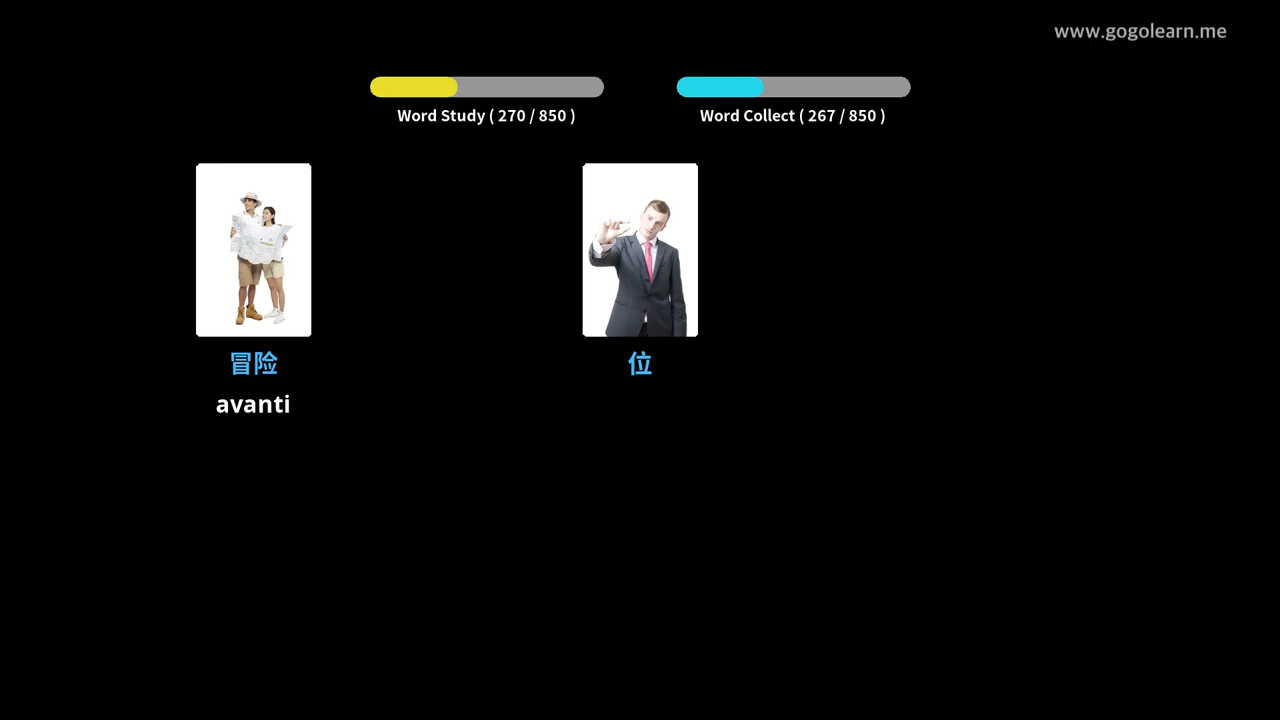 www.gogolearn.me
Word Study ( 270 / 850 )
Word Collect ( 267 / 850 )
冒险
位
avanti